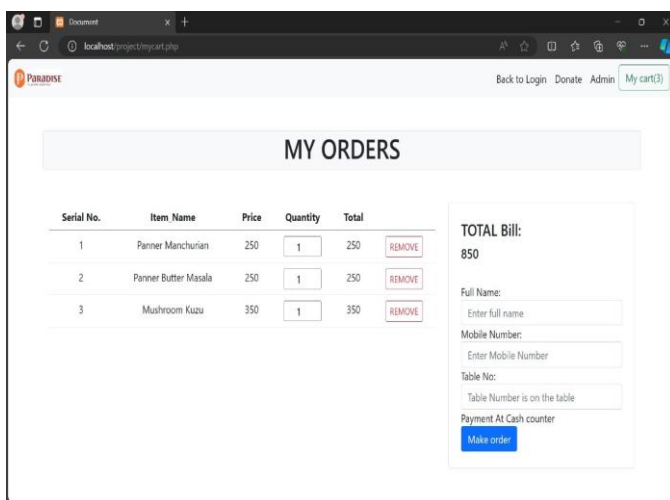 Document
localhost/project/mycart.php
PARADISE
Back to Login Donate Admin My cart(3)
MY ORDERS
Serial No. Item_Name Price Quantity Total
1 Panner Manchurian 250 1 250 REMOVE
2 Panner Butter Masala 250 1 250 REMOVE
3 Mushroom Kuzu 350 1 350 REMOVE
TOTAL Bill:
850
Full Name:
Enter full name
Mobile Number:
Enter Mobile Number
Table No:
Table Number is on the table
Payment At Cash counter
Make order